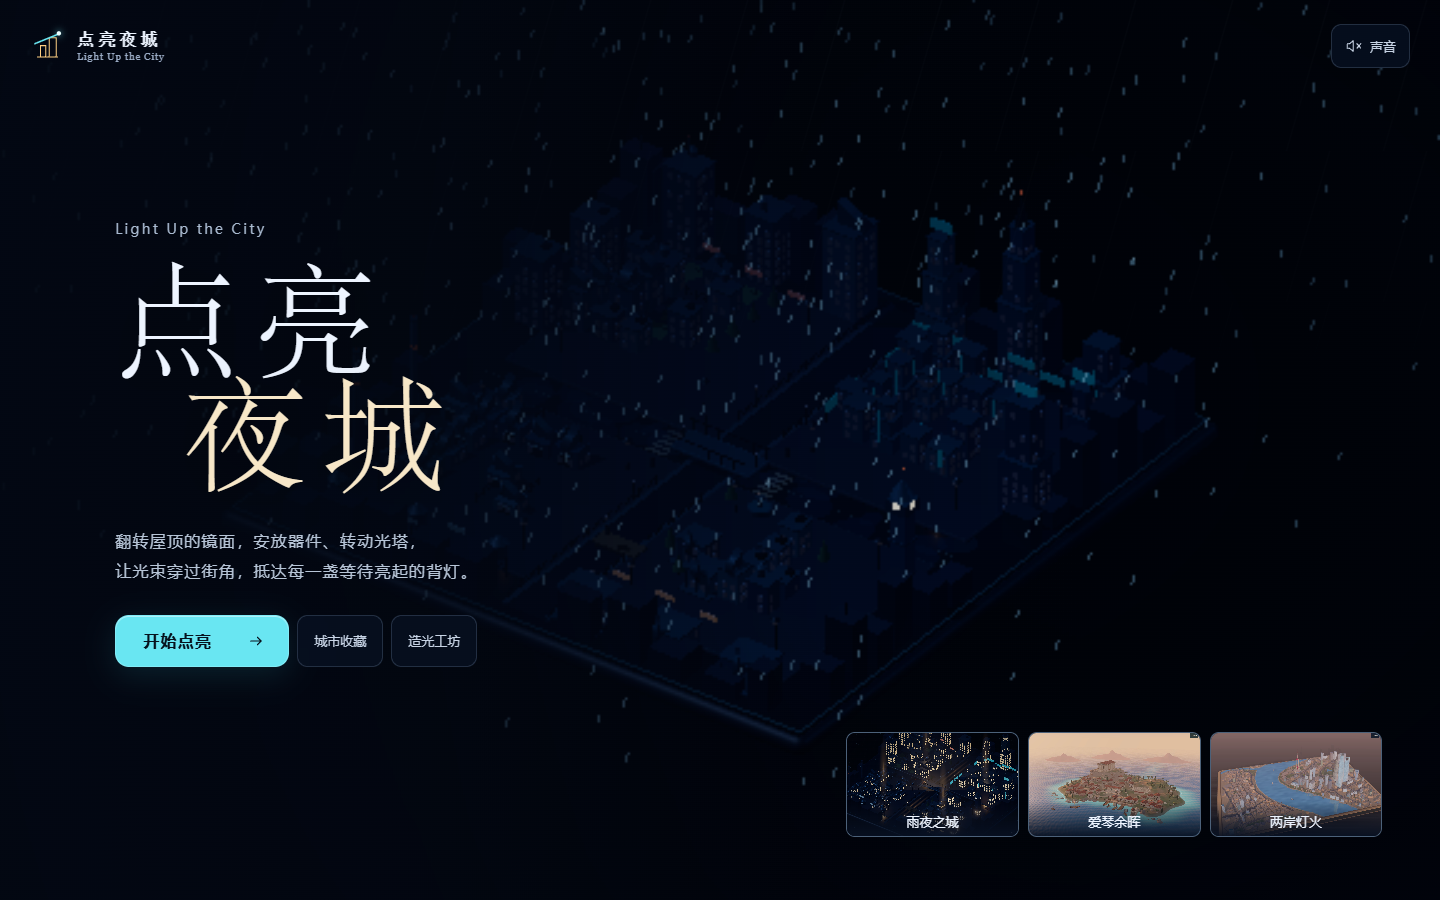 点亮夜城
Light Up the City
声音
Light Up the City
点亮
夜城
翻转屋顶的镜面，安放器件、转动光塔，
让光束穿过街角，抵达每一盏等待亮起的背灯。
开始点亮 →
城市收藏
造光工坊
雨夜之城
爱琴余晖
两岸灯火